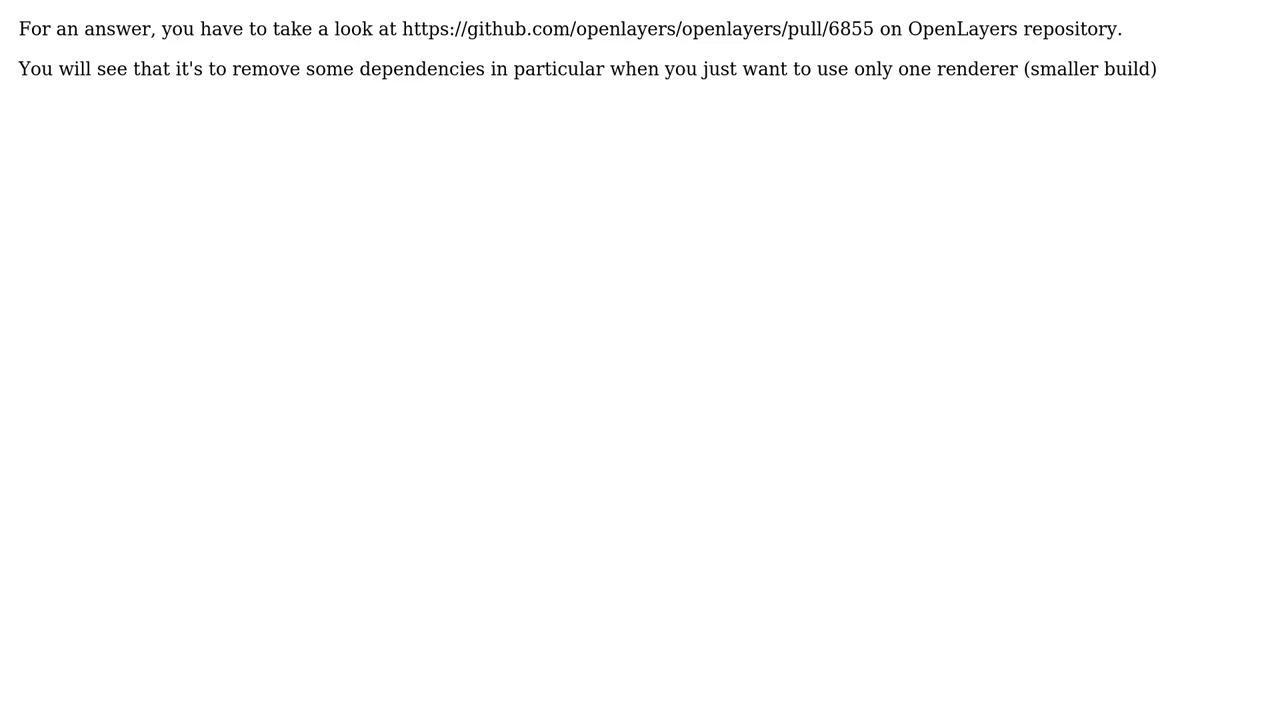 For an answer, you have to take a look at https://github.com/openlayers/openlayers/pull/6855 on OpenLayers repository.
You will see that it's to remove some dependencies in particular when you just want to use only one renderer (smaller build)